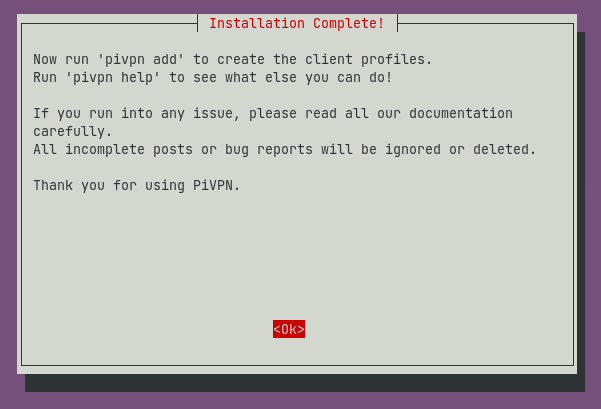 Installation Complete!
Now run 'pivpn add' to create the client profiles.
Run 'pivpn help' to see what else you can do!
If you run into any issue, please read all our documentation
carefully.
All incomplete posts or bug reports will be ignored or deleted.
Thank you for using PiVPN.
<Ok>